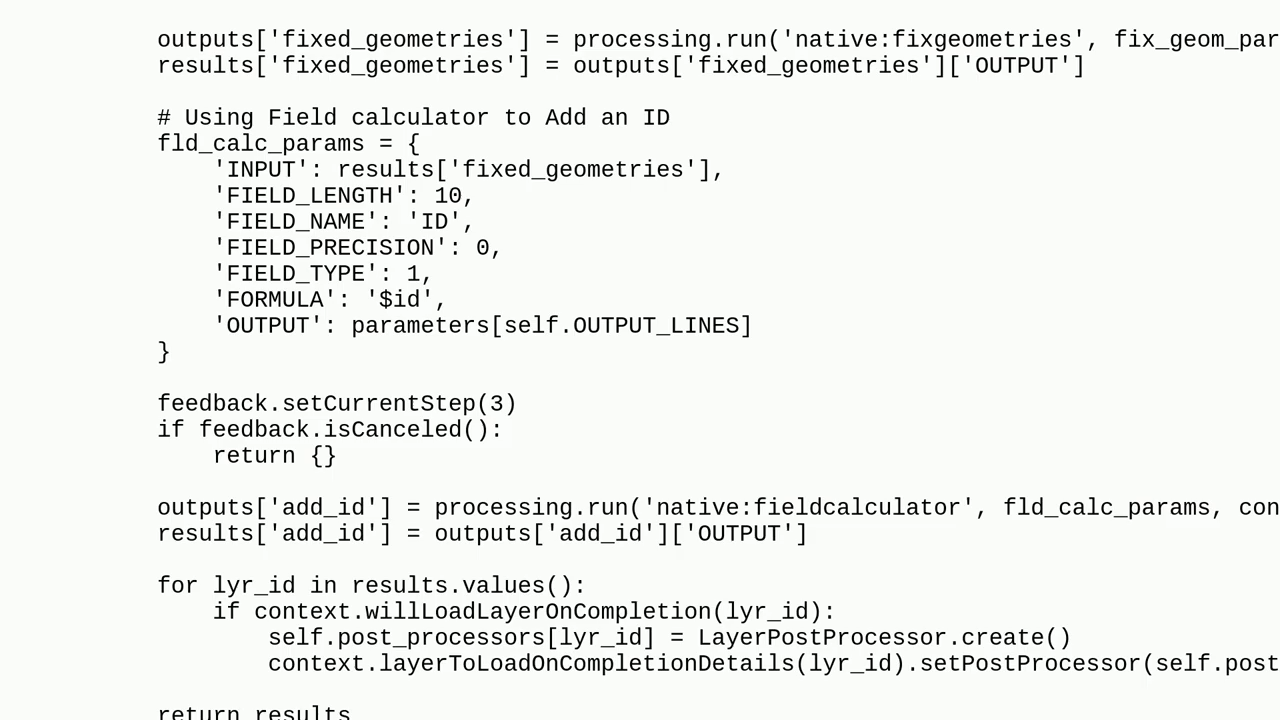 outputs['fixed_geometries'] = processing.run('native:fixgeometries', fix_geom_par
results['fixed_geometries'] = outputs['fixed_geometries']['OUTPUT']
# Using Field calculator to Add an ID
fld_calc_params = {
'INPUT': results['fixed_geometries'],
'FIELD_LENGTH': 10,
'FIELD_NAME': 'ID',
'FIELD_PRECISION': 0,
'FIELD_TYPE': 1,
'FORMULA': '$id',
'OUTPUT': parameters[self.OUTPUT_LINES]
}
feedback.setCurrentStep(3)
if feedback.isCanceled():
return {}
outputs['add_id'] = processing.run('native:fieldcalculator', fld_calc_params, con
results['add_id'] = outputs['add_id']['OUTPUT']
for lyr_id in results.values():
if context.willLoadLayerOnCompletion(lyr_id):
self.post_processors[lyr_id] = LayerPostProcessor.create()
context.layerToLoadOnCompletionDetails(lyr_id).setPostProcessor(self.post
return results